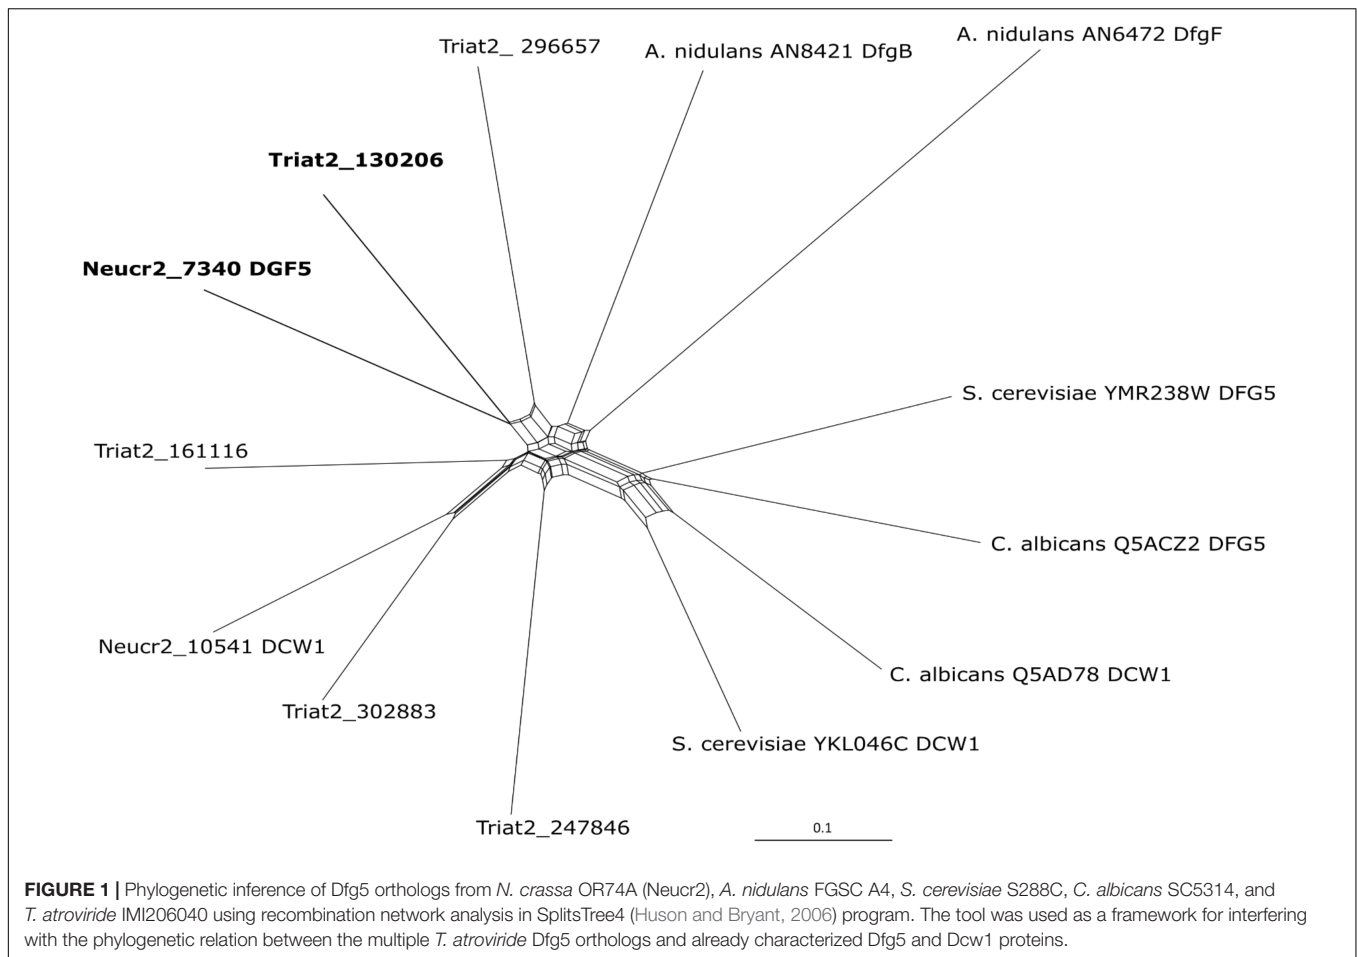 Triat2_ 296657
A. nidulans AN8421 DfgB
A. nidulans AN6472 DfgF
Triat2_130206
Neucr2_7340 DGF5
S. cerevisiae YMR238W DFG5
Triat2_161116
C. albicans Q5ACZ2 DFG5
Neucr2_10541 DCW1
C. albicans Q5AD78 DCW1
Triat2_302883
S. cerevisiae YKL046C DCW1
Triat2_247846
0.1
FIGURE 1 | Phylogenetic inference of Dfg5 orthologs from N. crassa OR74A (Neucr2), A. nidulans FGSC A4, S. cerevisiae S288C, C. albicans SC5314, and
T. atroviride IMI206040 using recombination network analysis in SplitsTree4 (Huson and Bryant, 2006) program. The tool was used as a framework for interfering
with the phylogenetic relation between the multiple T. atroviride Dfg5 orthologs and already characterized Dfg5 and Dcw1 proteins.